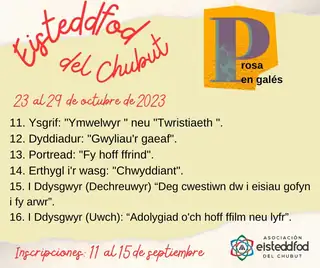 Eisteddfod
del Chubut
Prosa
en galés
23 al 29 de octubre de 2023
11. Ysgrif: "Ymwelwyr " neu "Twristiaeth ".
12. Dyddiadur: "Gwyliau'r gaeaf".
13. Portread: "Fy hoff ffrind".
14. Erthygl i'r wasg: "Chwyddiant".
15. I Ddysgwyr (Dechreuwyr) “Deg cwestiwn dw i eisiau gofyn
i fy arwr”.
16. I Ddysgwyr (Uwch): “Adolygiad o'ch hoff ffilm neu lyfr”.
Inscripciones: 11 al 15 de septiembre
ASOCIACIÓN
eisteddfod
DEL CHUBUT